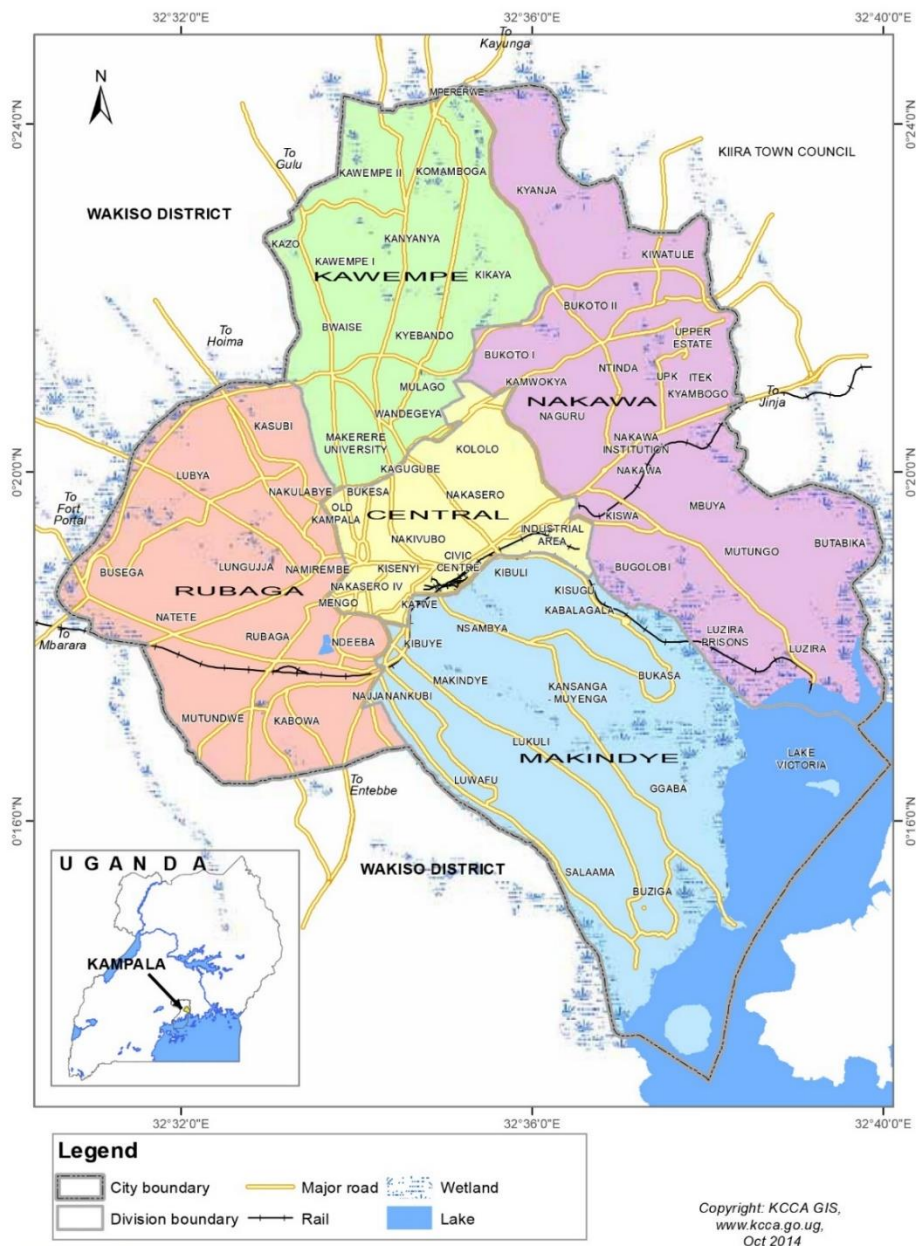 32°32'0"E
32°36'0"E
32°40'0"E
To
Kayunga
N
MPERERWE
0°24'0"N
0°24'0"N
To
Gulu
KIIRA TOWN COUNCIL
KAWEMPE II
KOMAMBOGA
KYANJA
WAKISO DISTRICT
KAZO
KANYANYA
KAWEMPE I
KAWEMPE
KIKAYA
KIWATULE
BUKOTO II
To
Hoima
BWAISE
KYEBANDO
UPPER
ESTATE
BUKOTO I
NTINDA
MULAGO
KAMWOKYA
UPK
ITEK
KYAMBOGO
NAKAWA
To
Jinja
WANDEGEYA
NAGURU
KASUBI
MAKERERE
UNIVERSITY
KOLOLO
NAKAWA
INSTITUTION
KAGUGUBE
NAKAWA
0°20'0"N
0°20'0"N
LUBYA
NAKULABYE
BUKESA
NAKASERO
To
Fort
Portal
OLD
KAMPALA
CENTRAL
KISWA
MBUYA
INDUSTRIAL
AREA
NAKIVUBO
MUTUNGO
BUTABIKA
CIVIC
CENTRE
BUSEGA
LUNGUJJA
NAMIREMBE
KISENYI
KIBULI
BUGOLOBI
RUBAGA
NAKASERO IV
KISUGU
MENGO
KATWE
KABALAGALA
NATETE
NSAMBYA
To
Mbarara
RUBAGA
NDEEBA
KIBUYE
LUZIRA
PRISONS
LUZIRA
MAKINDYE
BUKASA
NAJJANANKUBI
KANSANGA
- MUYENGA
MUTUNDWE
KABOWA
LUKULI
MAKINDYE
LAKE
VICTORIA
To
Entebbe
LUWAFU
GGABA
0°16'0"N
0°16'0"N
WAKISO DISTRICT
SALAAMA
BUZIGA
UGANDA
KAMPALA
32°32'0"E
32°36'0"E
32°40'0"E
Legend
City boundary
Major road
Wetland
Division boundary
Rail
Lake
Copyright: KCCA GIS,
www.kcca.go.ug,
Oct 2014